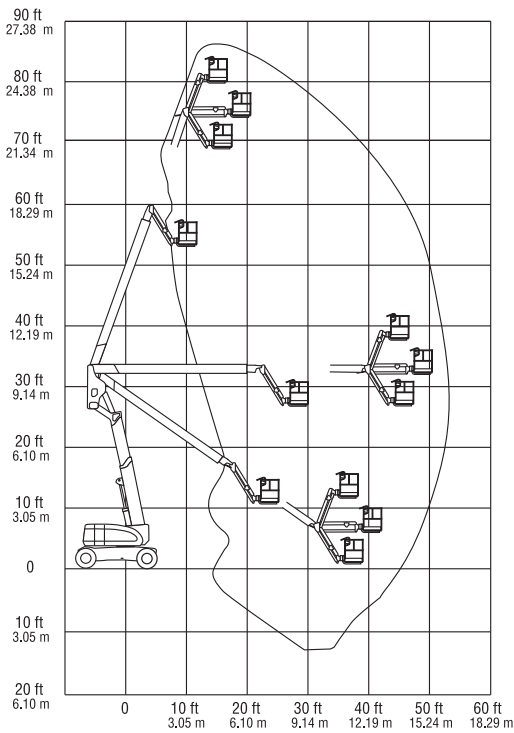 90 ft
27.38 m
80 ft
24.38 m
70 ft
21.34 m
60 ft
18.29 m
50 ft
15.24 m
40 ft
12.19 m
30 ft
9.14 m
20 ft
6.10 m
10 ft
3.05 m
0
10 ft
3.05 m
20 ft
6.10 m
0 10 ft 20 ft 30 ft 40 ft 50 ft 60 ft
3.05 m 6.10 m 9.14 m 12.19 m 15.24 m 18.29 m